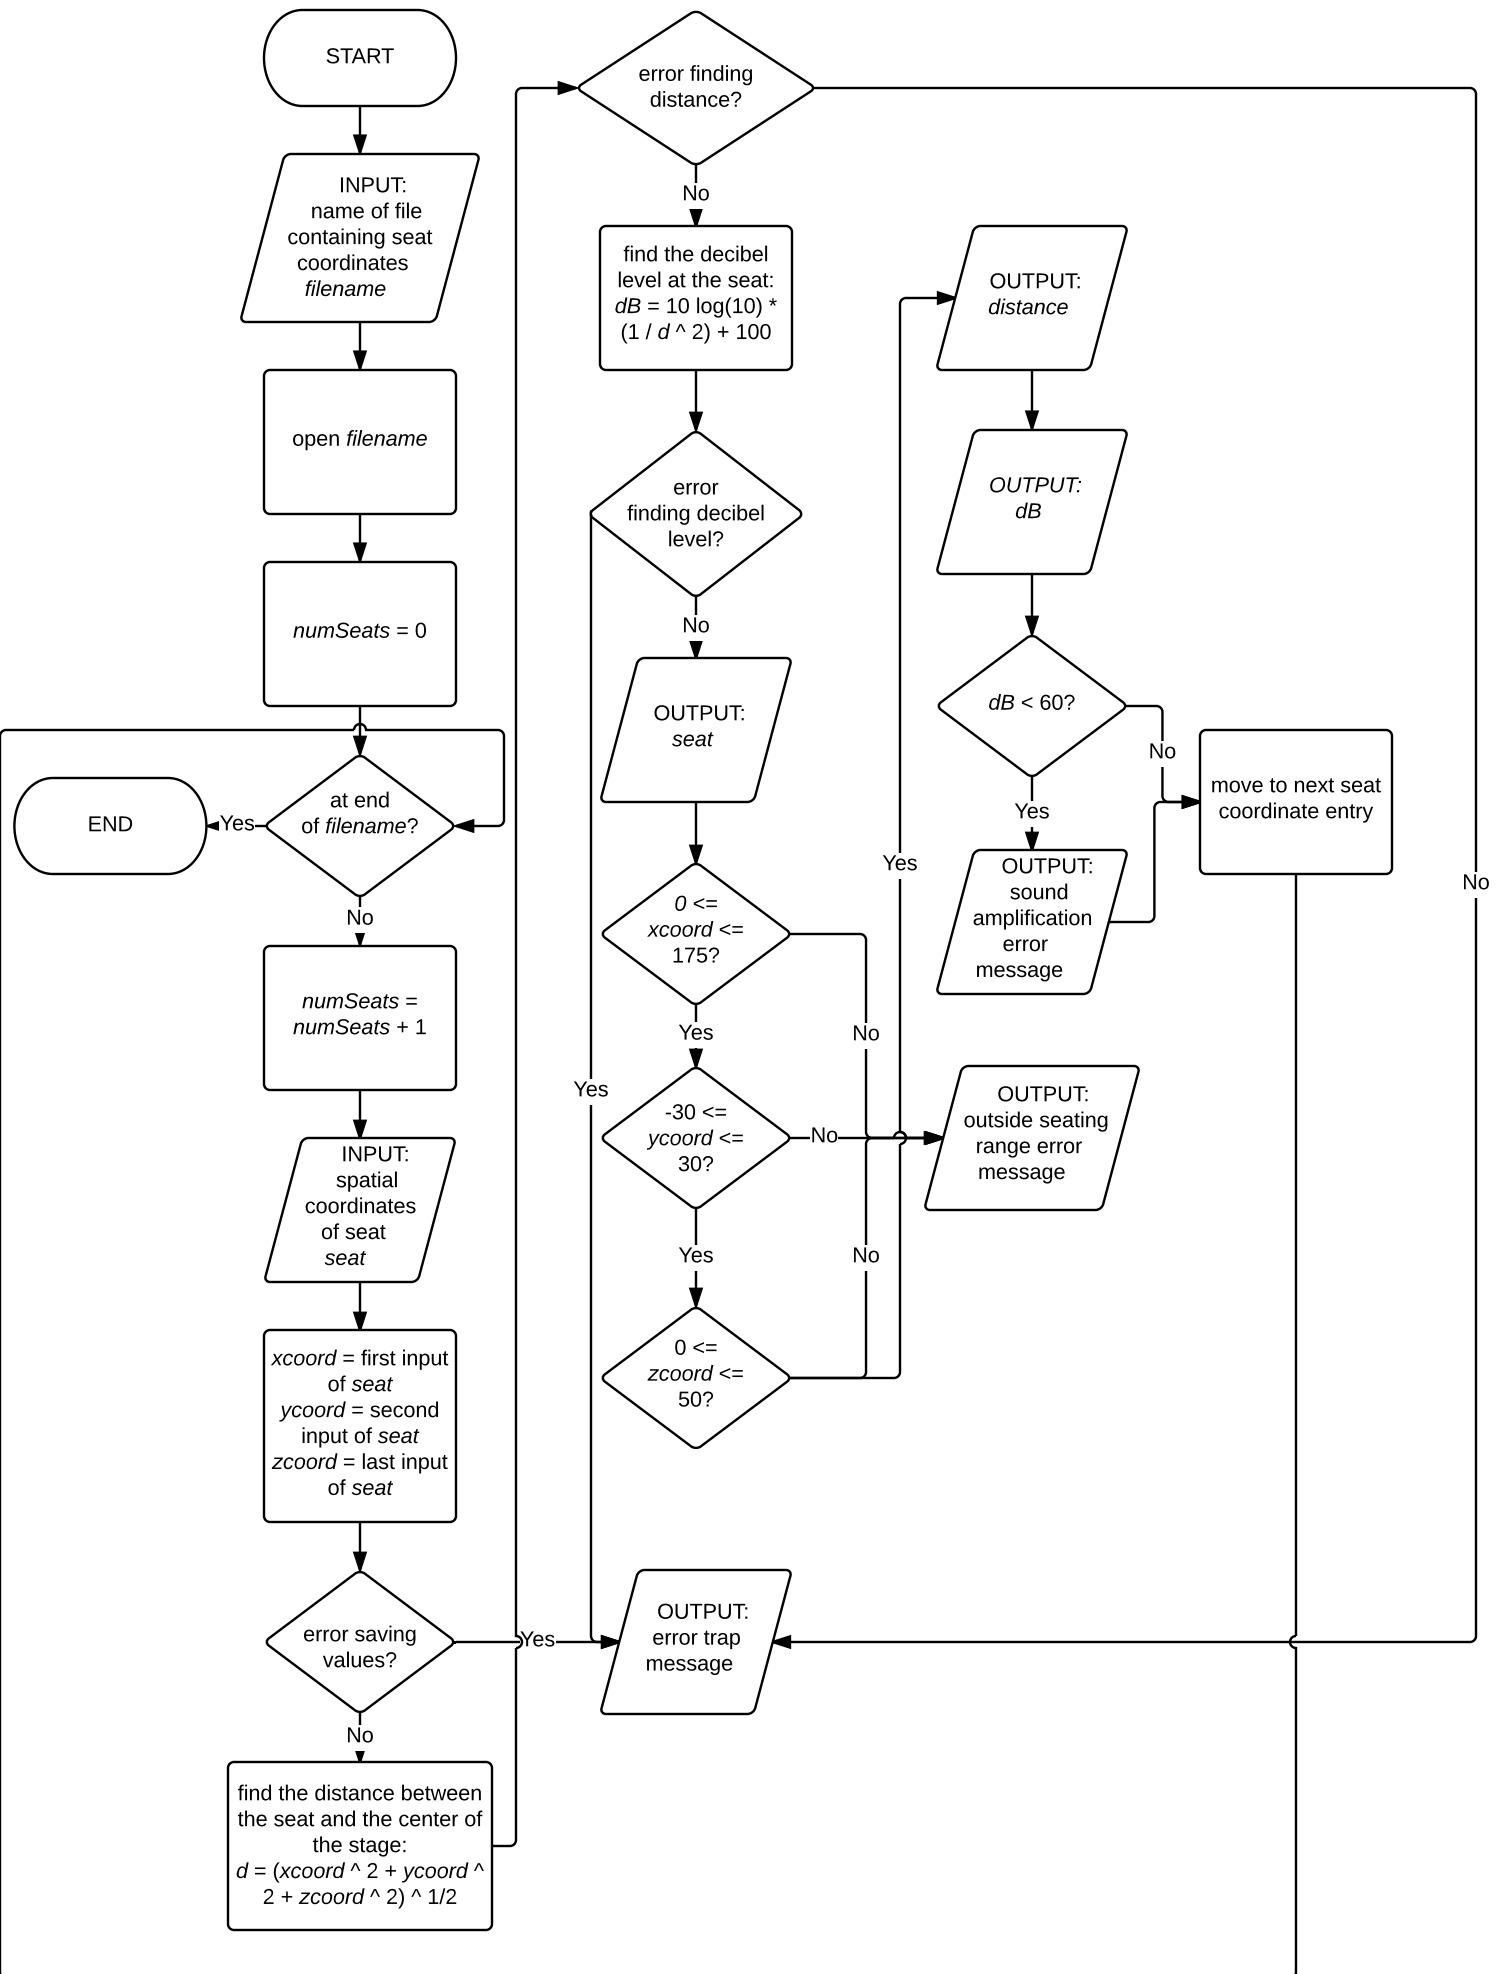 START
INPUT:
name of file
containing seat
coordinates
filename
open filename
numSeats = 0
at end
of filename?
Yes
END
No
numSeats =
numSeats + 1
INPUT:
spatial
coordinates
of seat
seat
xcoord = first input
of seat
ycoord = second
input of seat
zcoord = last input
of seat
error saving
values?
Yes
No
find the distance between
the seat and the center of
the stage:
d = (xcoord ^ 2 + ycoord ^
2 + zcoord ^ 2) ^ 1/2
error finding
distance?
No
No
find the decibel
level at the seat:
dB = 10 log(10) *
(1 / d ^ 2) + 100
error
finding decibel
level?
Yes
No
OUTPUT:
seat
0 <=
xcoord <=
175?
No
Yes
-30 <=
ycoord <=
30?
No
Yes
0 <=
zcoord <=
50?
No
Yes
OUTPUT:
error trap
message
OUTPUT:
distance
OUTPUT:
dB
dB < 60?
No
Yes
OUTPUT:
sound
amplification
error
message
move to next seat
coordinate entry
OUTPUT:
outside seating
range error
message